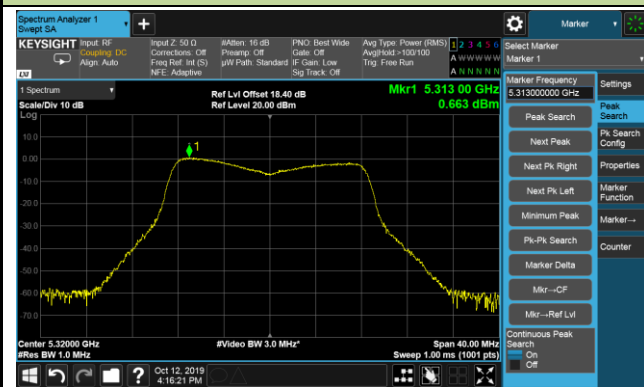 Spectrum Analyzer 1
Swept SA
Marker
KEYSIGHT
Input: RF
Coupling: DC
Align: Auto
Input Z: 50 Ω
Corrections: Off
Freq Ref: Int (S)
NFE: Adaptive
#Atten: 16 dB
Preamp: Off
µW Path: Standard
PNO: Best Wide
Gate: Off
IF Gain: Low
Sig Track: Off
Avg Type: Power (RMS)
Avg|Hold:>100/100
Trig: Free Run
1 2 3 4 5 6
A W W W W W
A N N N N N
LXI
Select Marker
Marker 1
1 Spectrum
Scale/Div 10 dB
Ref Lvl Offset 18.40 dB
Ref Level 20.00 dBm
Mkr1 5.313 00 GHz
0.663 dBm
Log
10.0
0.00
-10.0
-20.0
-30.0
-40.0
-50.0
-60.0
-70.0
1
Center 5.32000 GHz
#Res BW 1.0 MHz
#Video BW 3.0 MHz*
Span 40.00 MHz
Sweep 1.00 ms (1001 pts)
Marker Frequency
5.313000000 GHz
Peak Search
Next Peak
Next Pk Right
Next Pk Left
Minimum Peak
Pk-Pk Search
Marker Delta
Mkr→CF
Mkr→Ref Lvl
Continuous Peak
Search
On
Off
Settings
Peak
Search
Pk Search
Config
Properties
Marker
Function
Marker→
Counter
Oct 12, 2019
4:16:21 PM